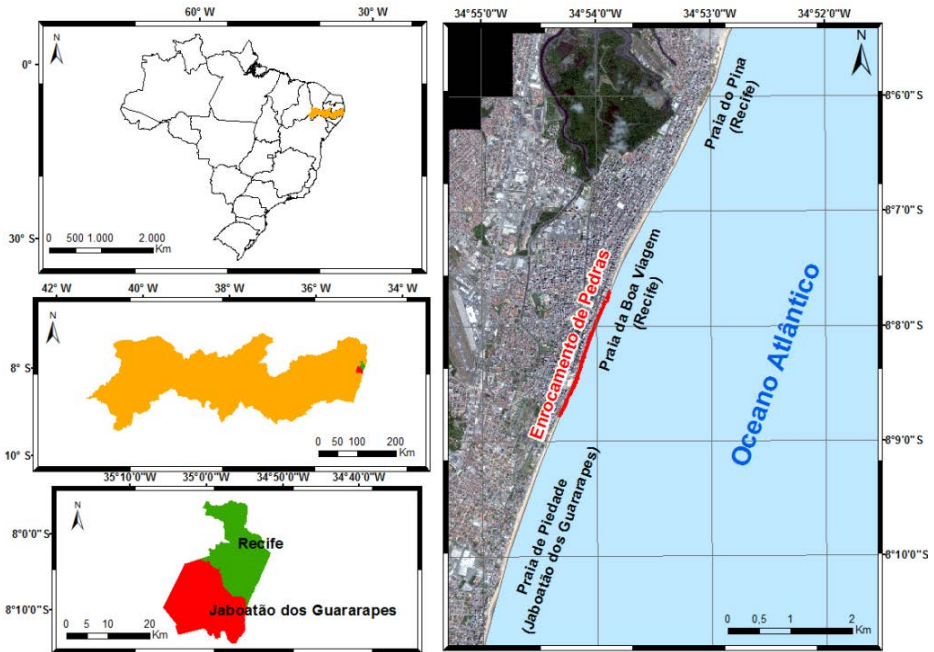 60° W
30° W
N
0°
30° S
0 500 1.000 2.000
Km
42° W
40° W
38° W
36° W
34° W
N
8° S
10° S
0 50 100 200
Km
35°10'0"W
35°0'0"W
34°50'0"W
34°40'0"W
N
8°0'0"S
8°10'0"S
Recife
Jaboatão dos Guararapes
0 5 10 20
Km
34°55'0"W
34°54'0"W
34°53'0"W
34°52'0"W
N
8°6'0"S
8°7'0"S
8°8'0"S
8°9'0"S
8°10'0"S
Praia do Pina
(Recife)
Praia da Boa Viagem
(Recife)
Enrocamento de Pedras
Oceano Atlântico
Praia de Piedade
(Jaboatão dos Guararapes)
0 0,5 1 2
Km